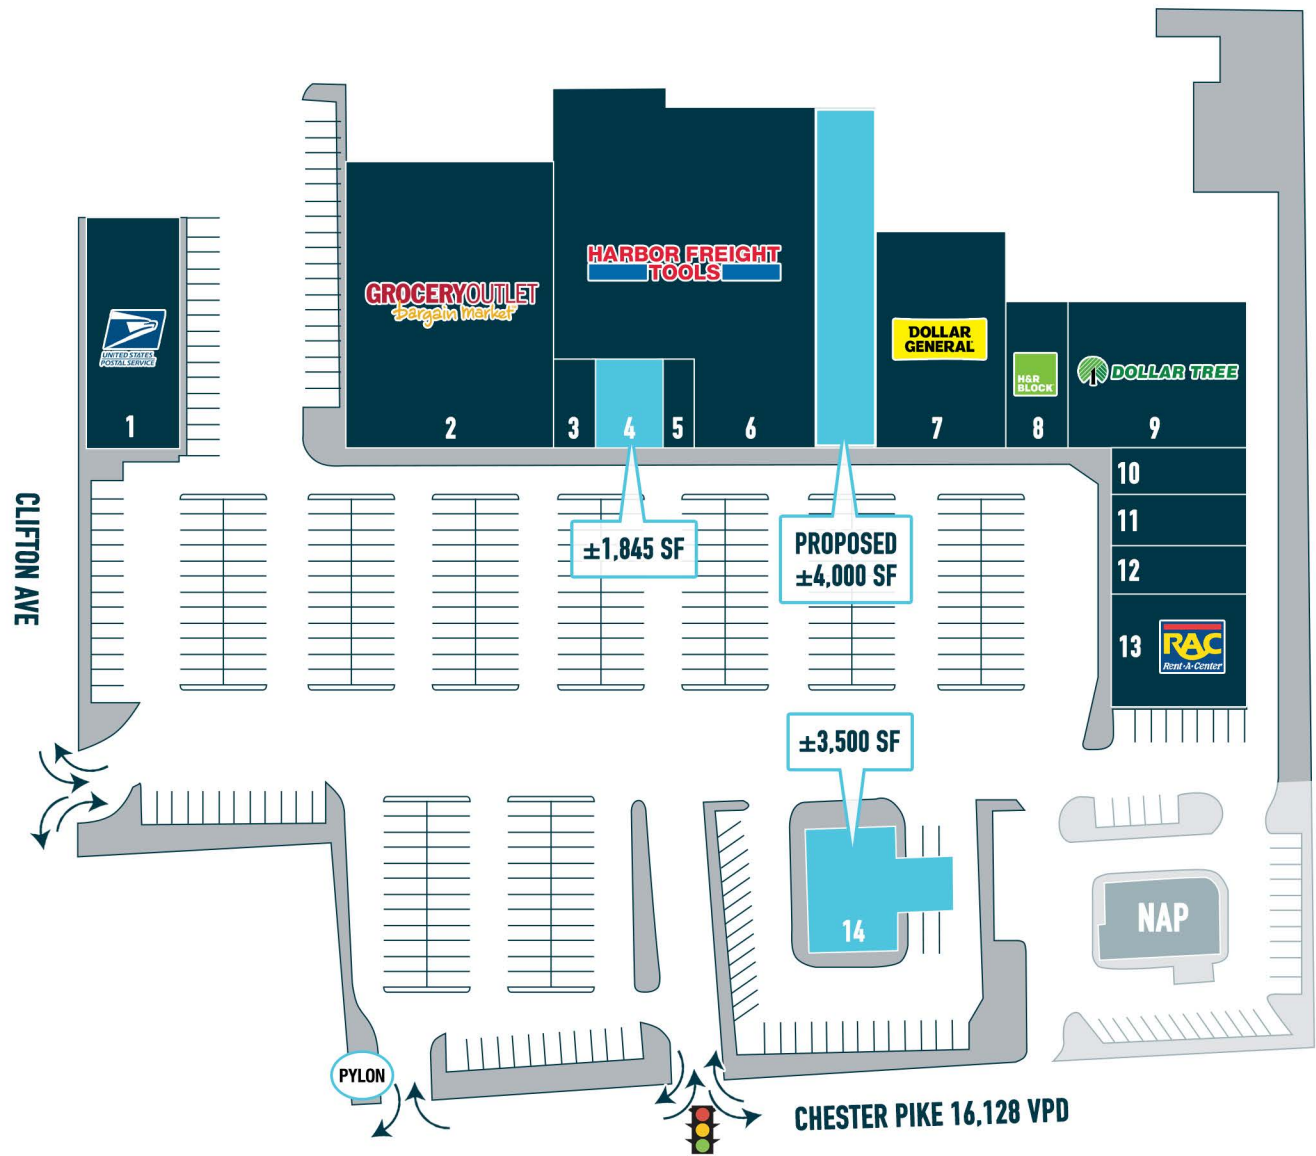 HARBOR FREIGHT
TOOLS
GROCERYOUTLET
bargain market
UNITED STATES
POSTAL SERVICE
DOLLAR
GENERAL
H&R
BLOCK
DOLLAR TREE
1
2
3
4
5
6
7
8
9
10
11
12
13
RAC
Rent-A-Center
CLIFTON AVE
±1,845 SF
PROPOSED
±4,000 SF
±3,500 SF
14
NAP
PYLON
CHESTER PIKE 16,128 VPD